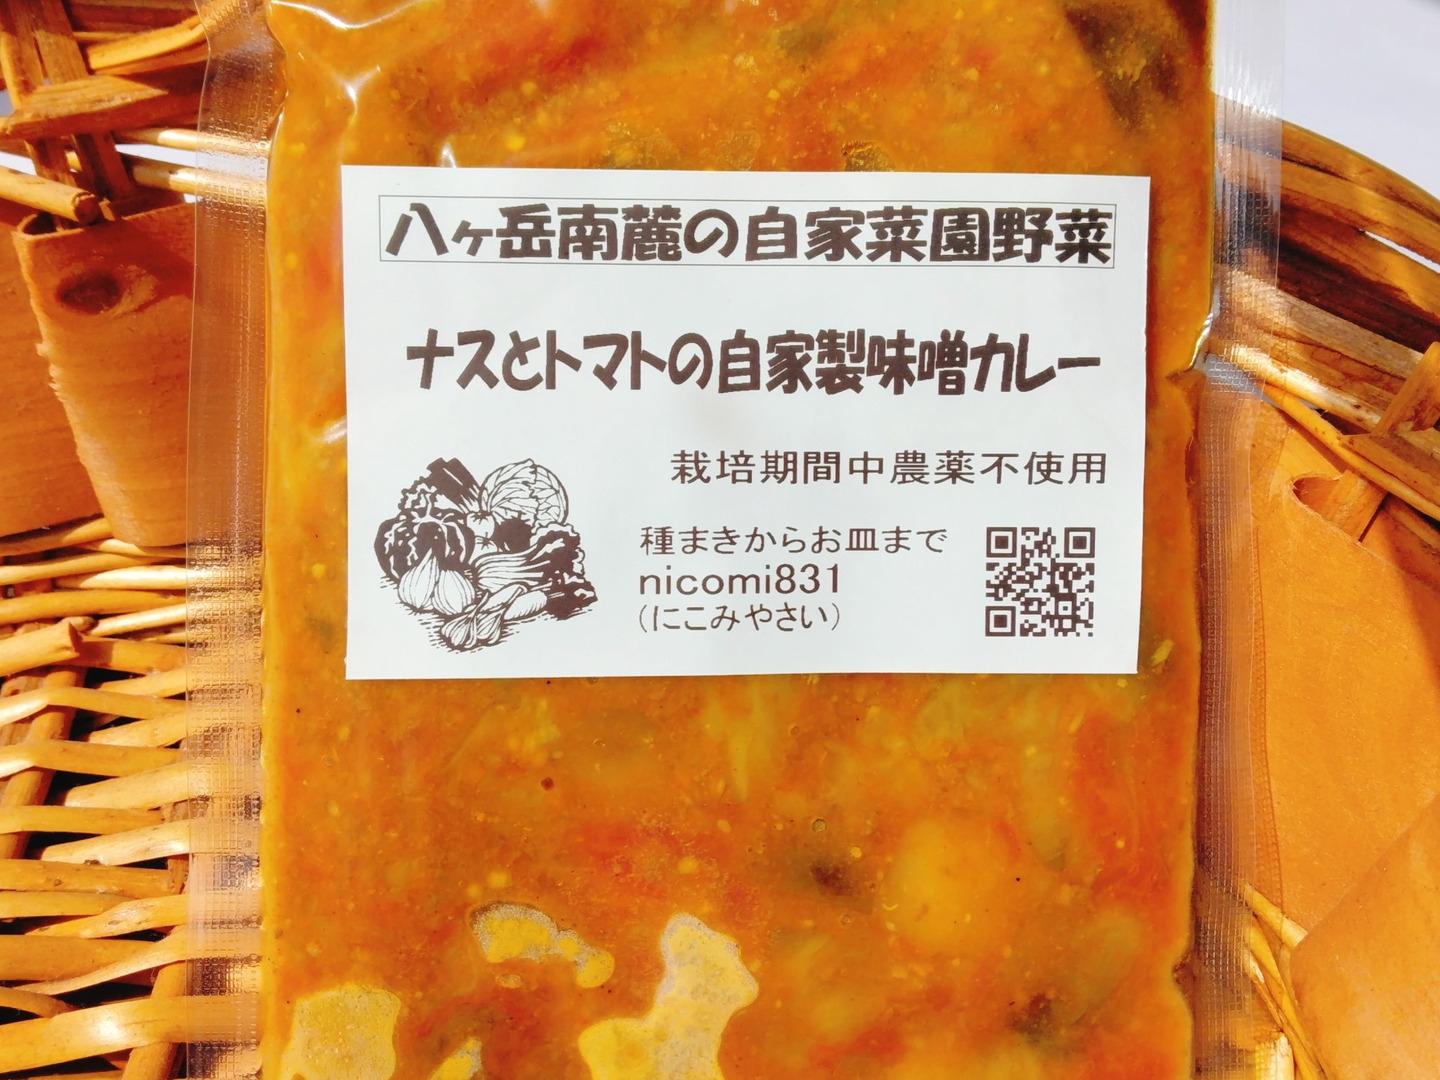 八ヶ岳南麓の自家菜園野菜
ナスとトマトの自家製味噌カレー
栽培期間中農薬不使用
種まきからお皿まで
nicomi831
(にこみやさい)